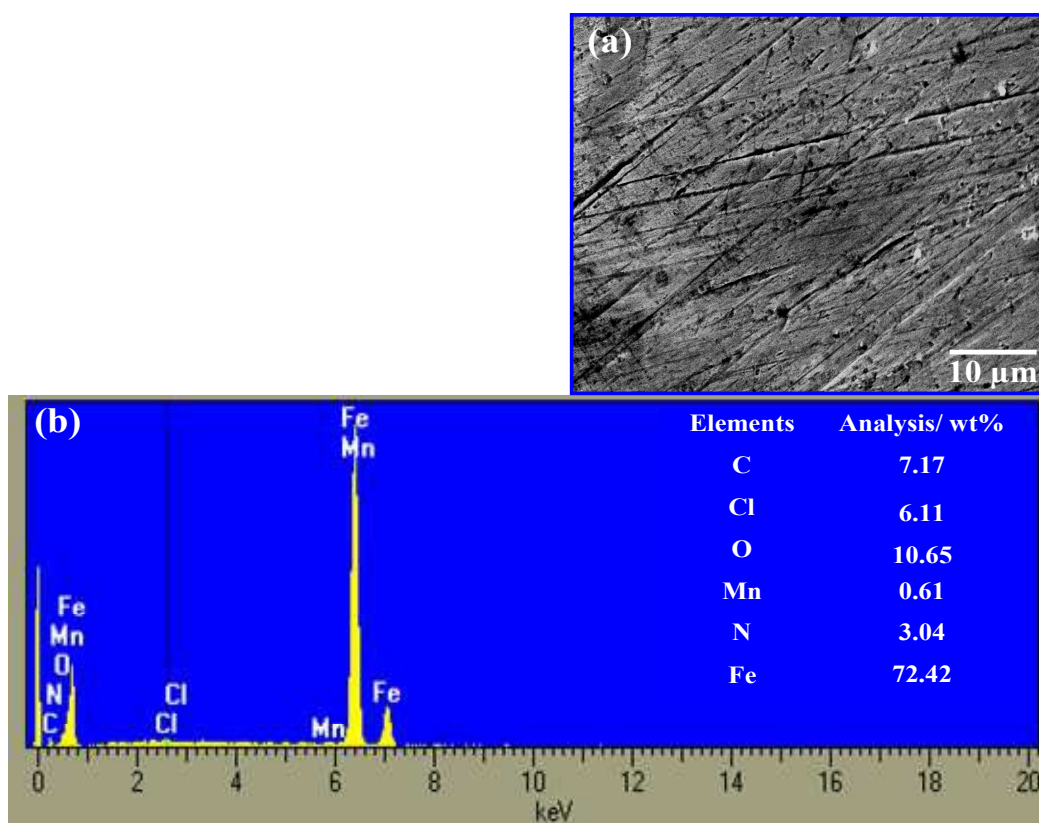 (a)
10 µm
(b)
Elements Analysis/ wt%
C 7.17
Cl 6.11
O 10.65
Mn 0.61
N 3.04
Fe 72.42
Fe
Mn
Fe
Mn
O
N
C
Cl
Cl
Mn
Fe
0 2 4 6 8 10 12 14 16 18 20
keV